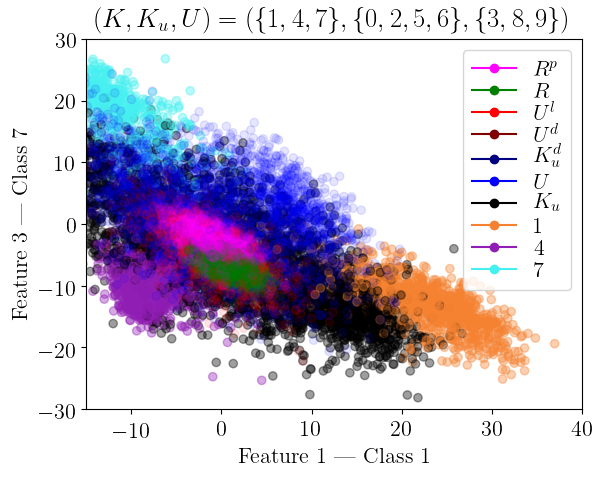 (K, K_u, U) = ({1, 4, 7}, {0, 2, 5, 6}, {3, 8, 9})
R^p
R
U^l
U^d
K_u^d
U
K_u
1
4
7
30
20
10
0
−10
−20
−30
Feature 3 — Class 7
−10
0
10
20
30
40
Feature 1 — Class 1